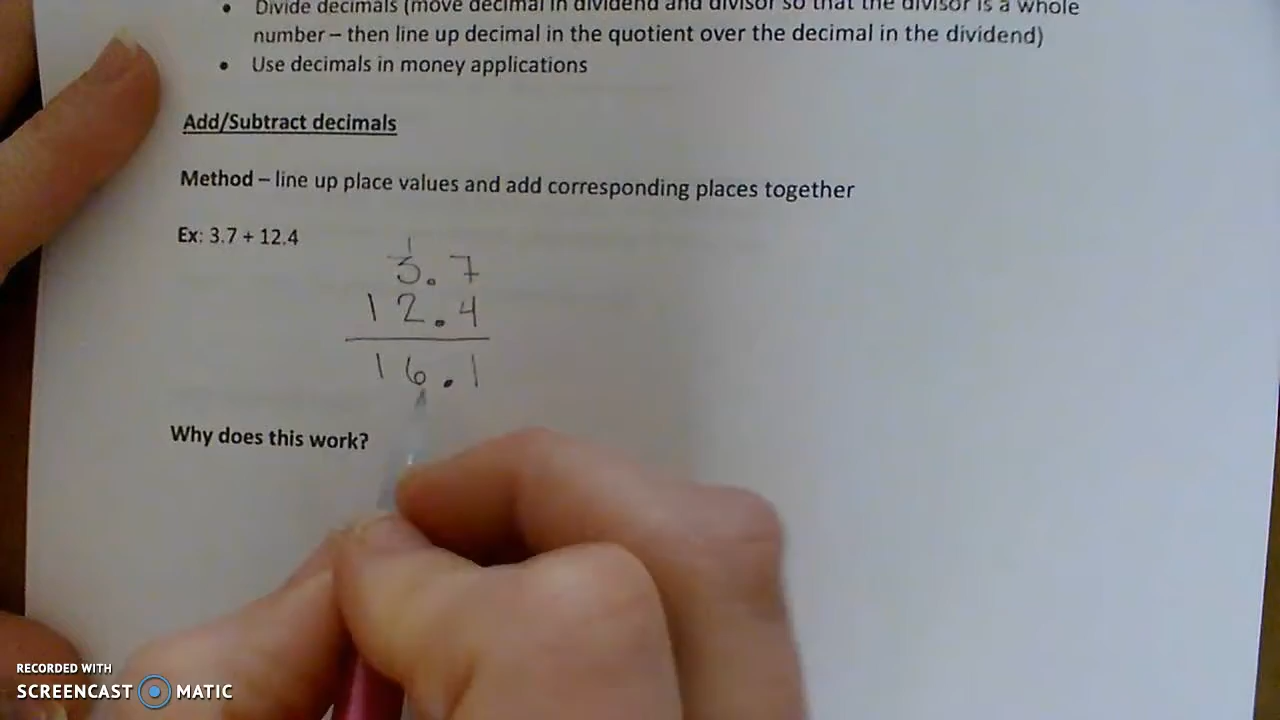 • Divide decimals (move decimal in dividend and divisor so that the divisor is a whole
number – then line up decimal in the quotient over the decimal in the dividend)
• Use decimals in money applications
Add/Subtract decimals
Method – line up place values and add corresponding places together
Ex: 3.7 + 12.4
1
3.7
12.4
16.1
Why does this work?
RECORDED WITH
SCREENCAST MATIC